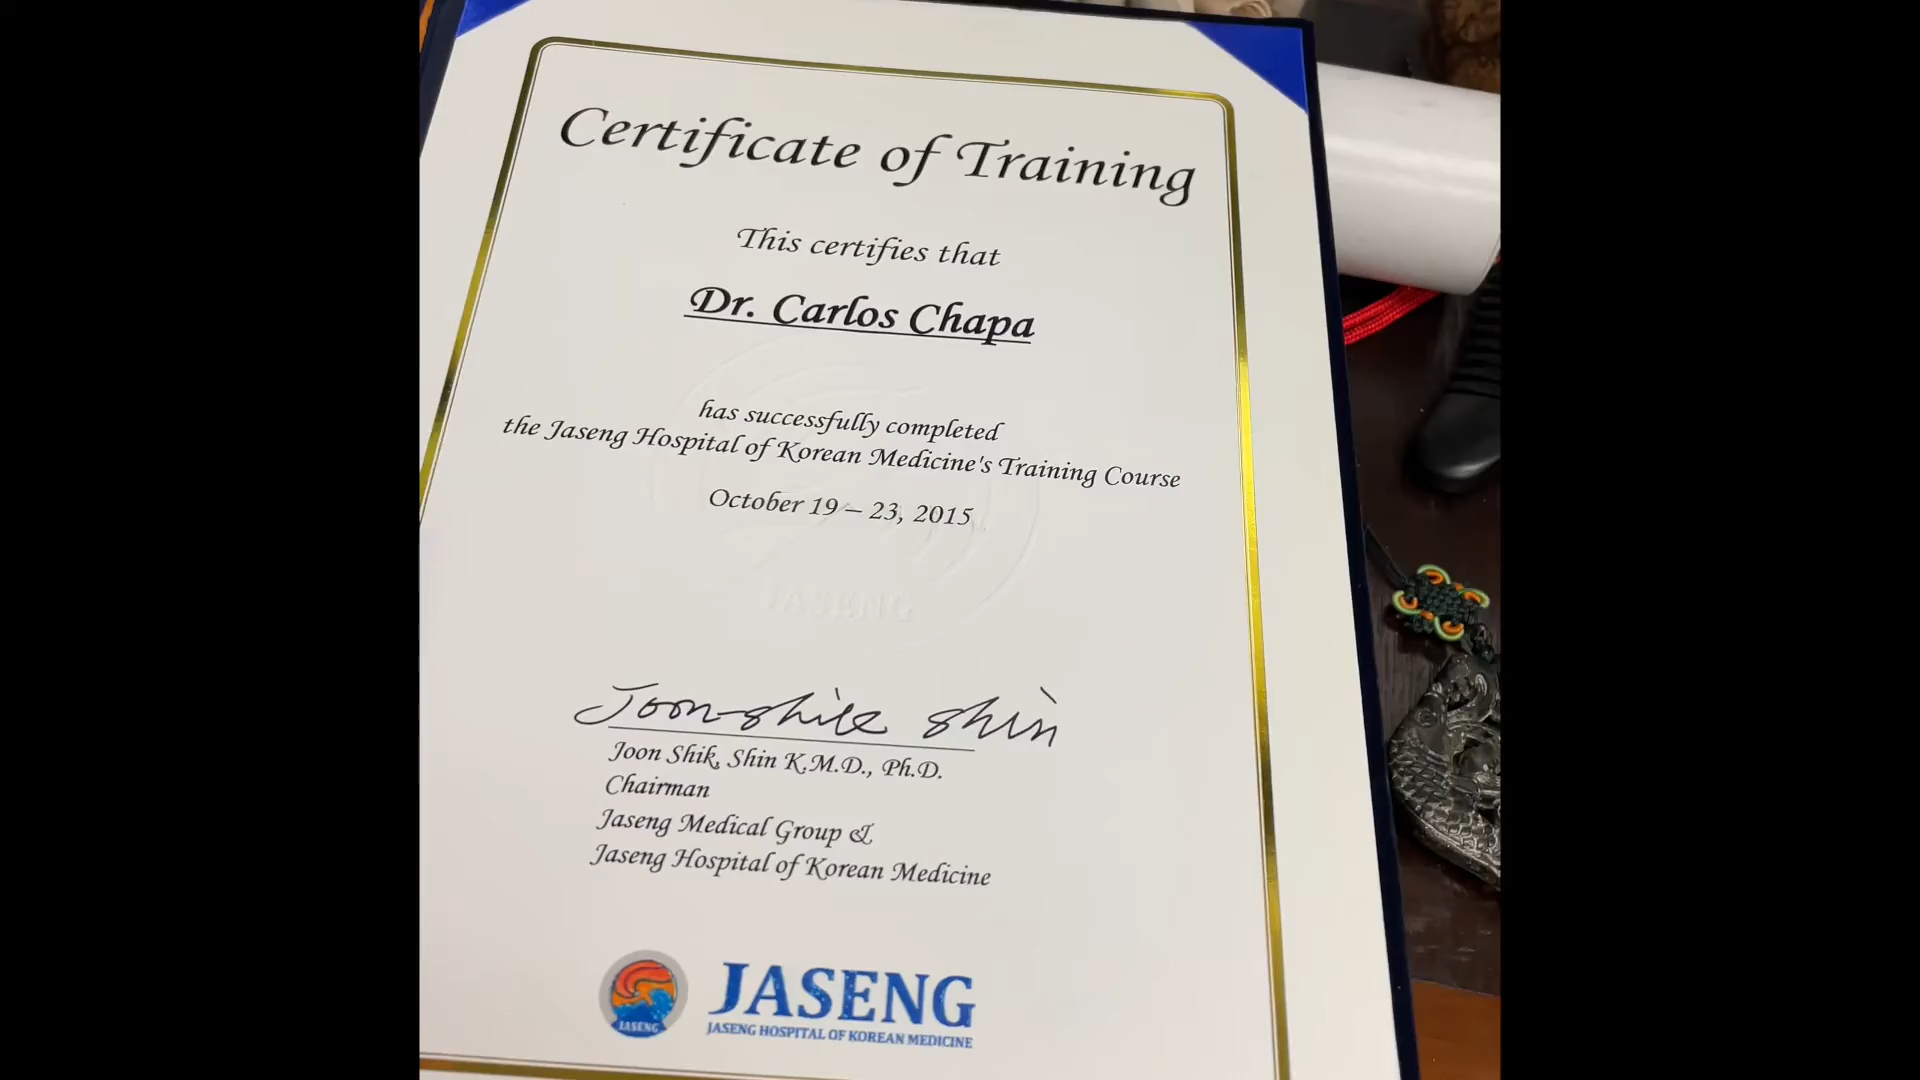 Certificate of Training
This certifies that
Dr. Carlos Chapa
has successfully completed
the Jaseng Hospital of Korean Medicine's Training Course
October 19 – 23, 2015
JASENG
Joon-shik Shin
Joon Shik, Shin K.M.D., Ph.D.
Chairman
Jaseng Medical Group &
Jaseng Hospital of Korean Medicine
JASENG
JASENG
JASENG HOSPITAL OF KOREAN MEDICINE